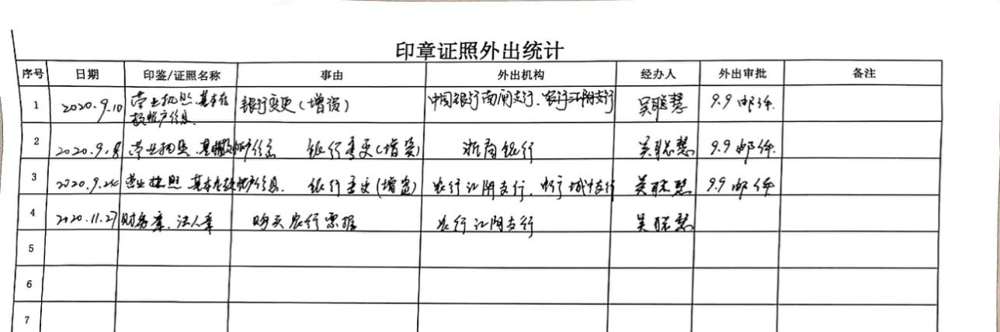 印章证照外出统计
序号 日期 印鉴/证照名称 事由 外出机构 经办人 外出审批 备注
1 2020.9.10 营业执照、基本存款账户信息. 银行变更(增资) 中国银行南闸支行、农行江阴支行 吴聪慧 9.9 邮件.
2 2020.9.8 营业执照、基本账户信息 银行变更(增资) 浙商银行 吴聪慧 9.9 邮件.
3 2020.9.24 营业执照 基本存款账户信息. 银行变更(增资) 农行江阴支行, 中行城中支行 吴聪慧 9.9 邮件
4 2020.11.27 财务章、法人章 购买农行票据 农行江阴支行 吴聪慧
5
6
7